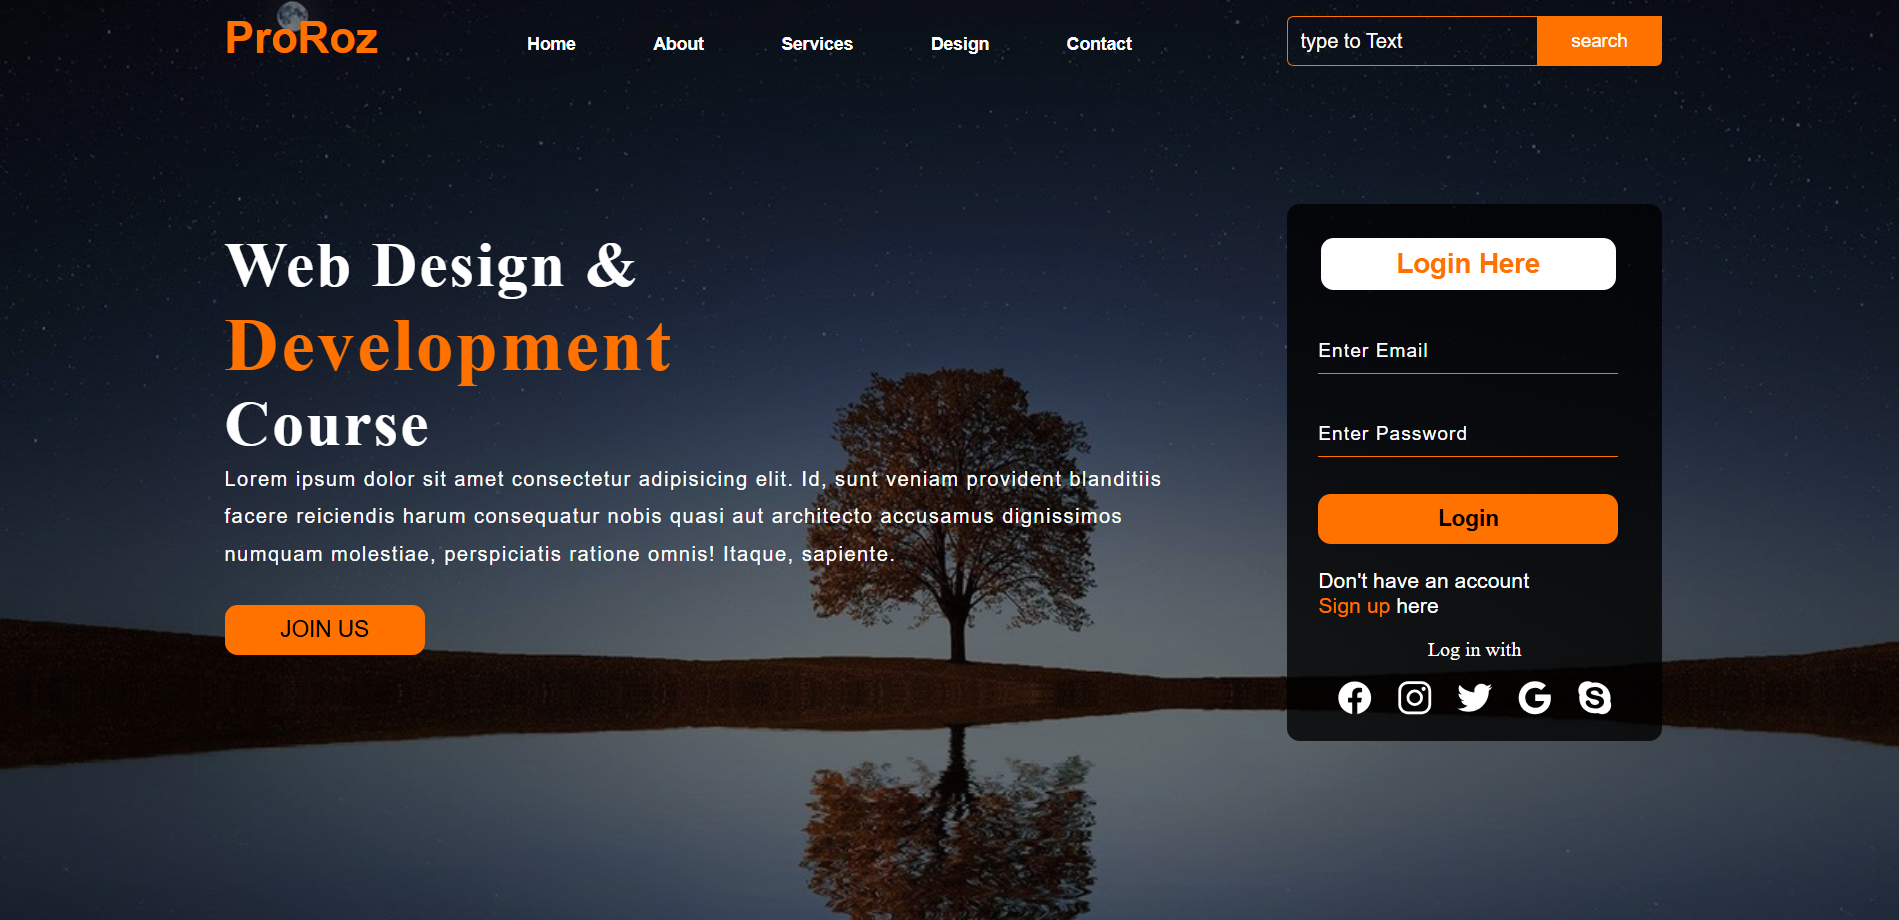 ProRoz
Home About Services Design Contact
type to Text search
Web Design &
Development
Course
Lorem ipsum dolor sit amet consectetur adipisicing elit. Id, sunt veniam provident blanditiis
facere reiciendis harum consequatur nobis quasi aut architecto accusamus dignissimos
numquam molestiae, perspiciatis ratione omnis! Itaque, sapiente.
JOIN US
Login Here
Enter Email
Enter Password
Login
Don't have an account
Sign up here
Log in with